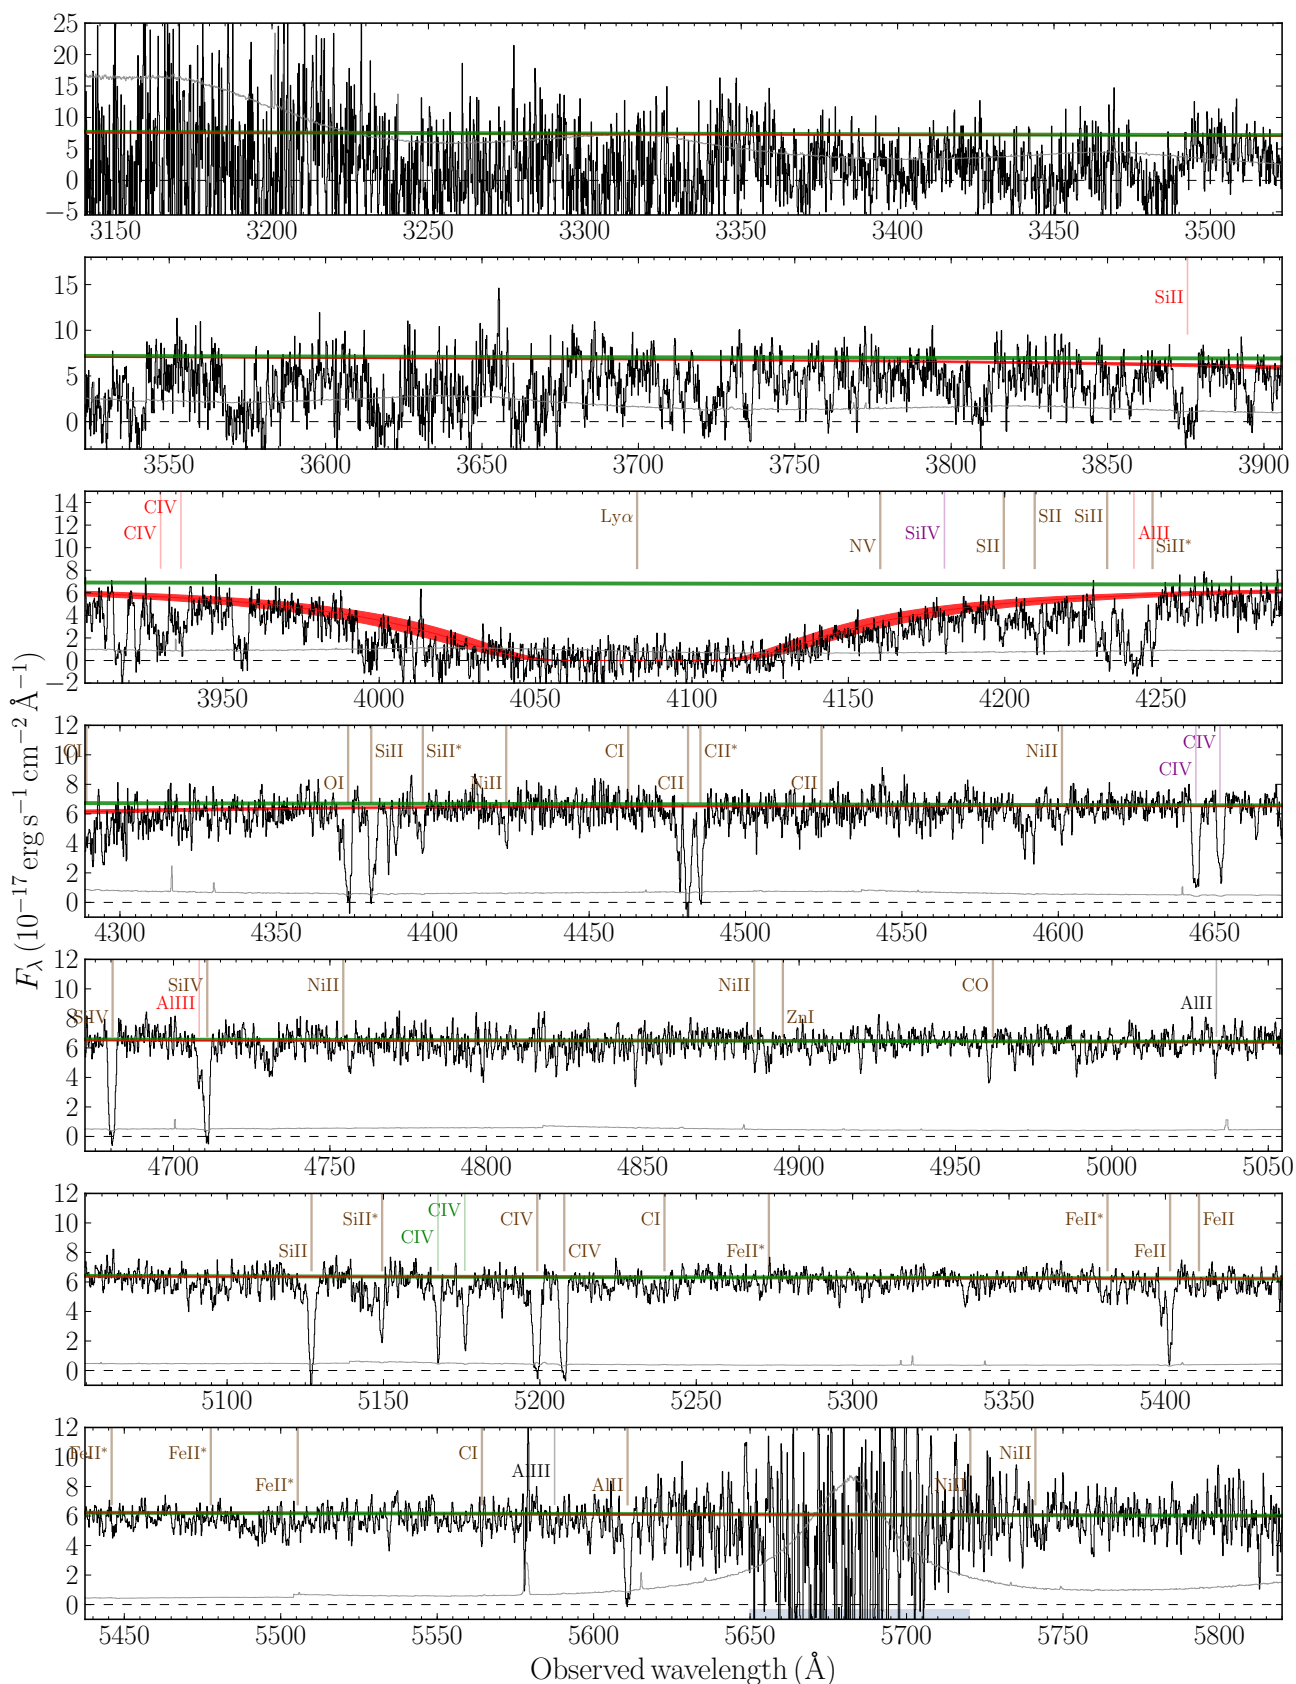 25
20
15
10
5
0
−5
3150 3200 3250 3300 3350 3400 3450 3500
15
10
5
0
SiII
3550 3600 3650 3700 3750 3800 3850 3900
14
12
10
8
6
4
2
0
−2
CIV
CIV
Lyα
NV
SiIV
SII
SII
SiII
AlII
SiII*
3950 4000 4050 4100 4150 4200 4250
12
10
8
6
4
2
0
CI
OI
SiII
SiII*
NiII
CI
CII
CII*
CII
NiII
CIV
CIV
4300 4350 4400 4450 4500 4550 4600 4650
12
10
8
6
4
2
0
SiIV
AlIII
SiIV
NiII
NiII
ZnI
CO
AlII
4700 4750 4800 4850 4900 4950 5000 5050
12
10
8
6
4
2
0
SiII
SiII*
CIV
CIV
CIV
CIV
CI
FeII*
FeII*
FeII
FeII
5100 5150 5200 5250 5300 5350 5400
12
10
8
6
4
2
0
FeII*
FeII*
FeII*
CI
AlIII
AlII
NiII
NiII
5450 5500 5550 5600 5650 5700 5750 5800
Fλ (10−17 erg s−1 cm−2 Å−1)
Observed wavelength (Å)